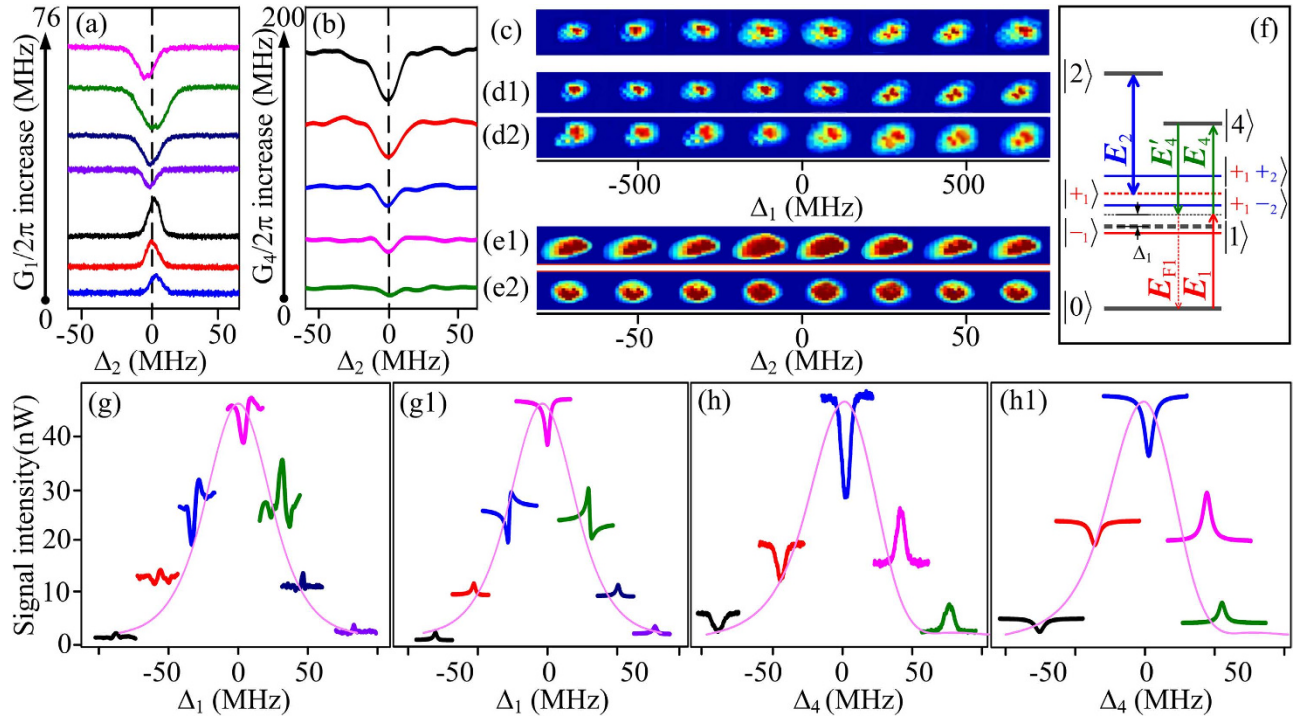 76
(a)
G₁/2π increase (MHz)
0
-50 0 50
Δ₂ (MHz)
200
(b)
G₄/2π increase (MHz)
0
-50 0 50
Δ₂ (MHz)
(c)
(d1)
(d2)
-500 0 500
Δ₁ (MHz)
(e1)
(e2)
-50 0 50
Δ₂ (MHz)
(f)
|2⟩
|4⟩
E₂ E′₄ E₄
|+₁ +₂⟩
|+₁⟩
|+₁ −₂⟩
|−₁⟩
|1⟩
Δ₁
E_F1 E₁
|0⟩
Signal intensity(nW)
40
30
20
10
0
(g)
-50 0 50
Δ₁ (MHz)
(g1)
-50 0 50
Δ₁ (MHz)
(h)
-50 0 50
Δ₄ (MHz)
(h1)
-50 0 50
Δ₄ (MHz)